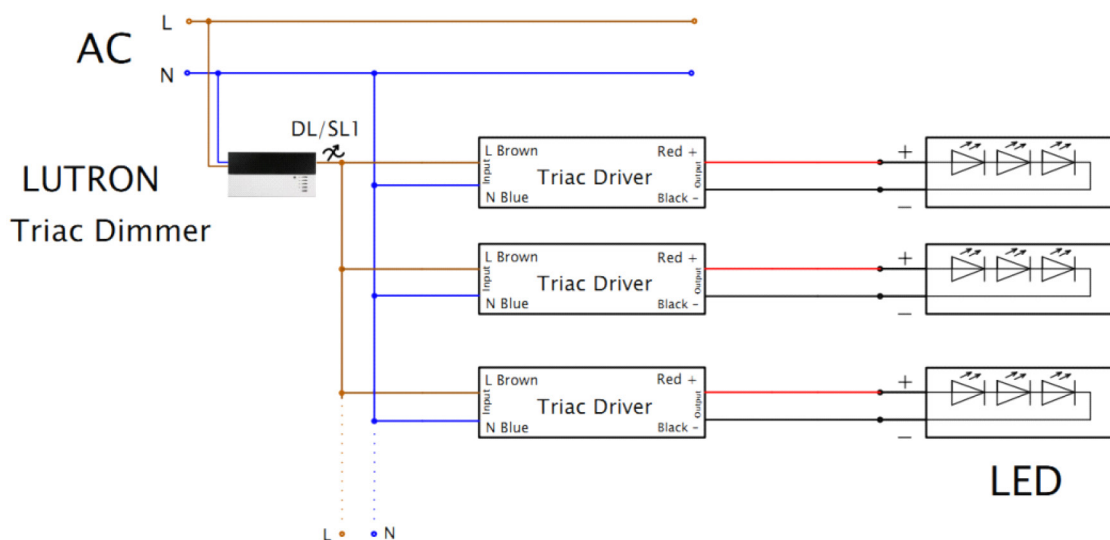 L
AC
N
DL/SL1
LUTRON
Triac Dimmer
L Brown
Input
N Blue
Triac Driver
Red +
Output
Black -
+
-
L Brown
Input
N Blue
Triac Driver
Red +
Output
Black -
+
-
L Brown
Input
N Blue
Triac Driver
Red +
Output
Black -
+
-
LED
L
N